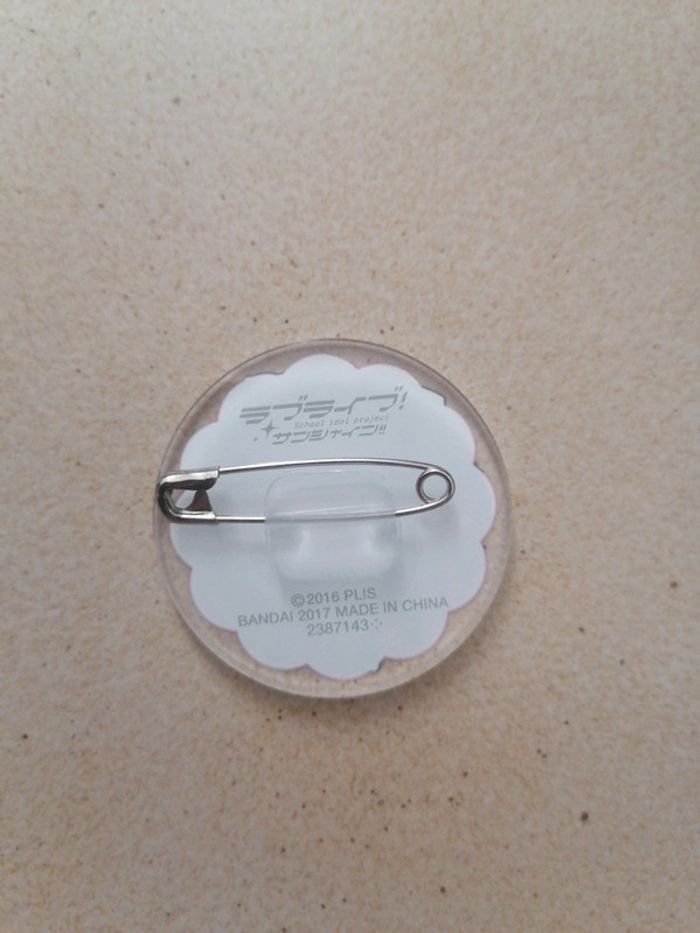 ラブライブ!
School idol project
サンシャイン!!
©2016 PL!S
BANDAI 2017 MADE IN CHINA
2387143